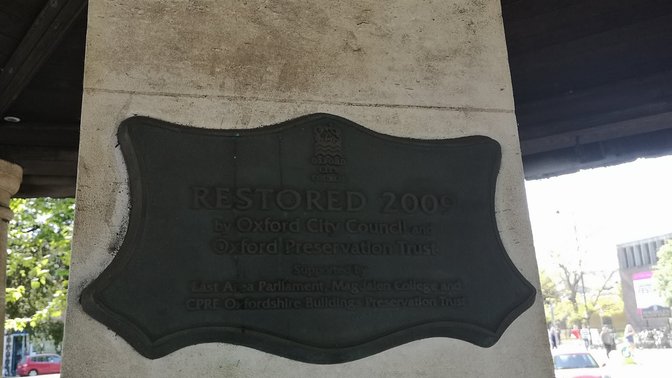 OXFORD
CITY
COUNCIL
RESTORED 2009
by Oxford City Council and
Oxford Preservation Trust
Supported by
East Area Parliament, Magdalen College and
CPRE Oxfordshire Buildings Preservation Trust